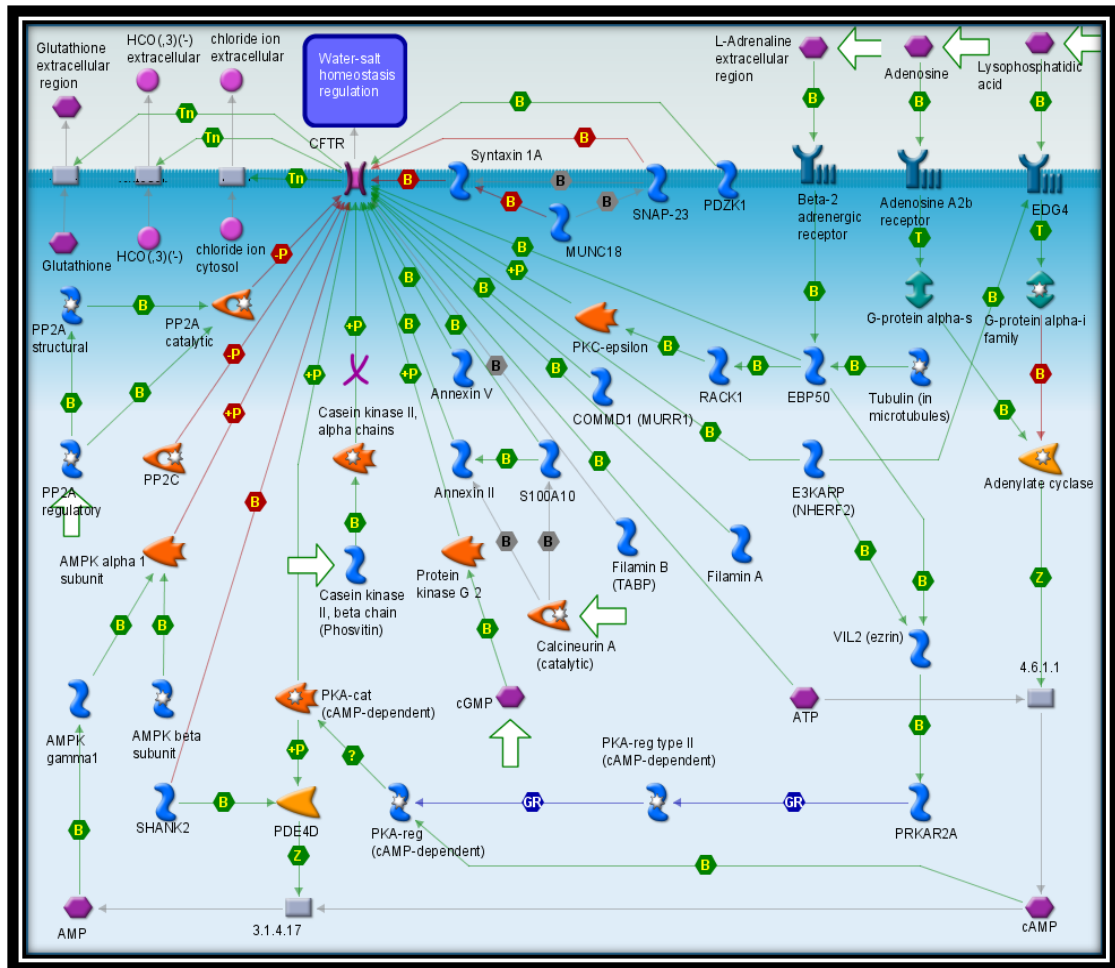 Glutathione
extracellular
region
HCO(,3)('-)
extracellular
chloride ion
extracellular
Water-salt
homeostasis
regulation
L-Adrenaline
extracellular
region
Adenosine
Lysophosphatidic
acid
B
B
B
B
Tn
Tn
Tn
CFTR
B
B
Syntaxin 1A
B
B
B
SNAP-23
PDZK1
MUNC18
Beta-2
adrenergic
receptor
Adenosine A2b
receptor
EDG4
T
T
Glutathione
HCO(,3)('-)
chloride ion
cytosol
-P
B
+P
B
B
G-protein alpha-s
G-protein alpha-i
family
PP2A
structural
B
PP2A
catalytic
-P
+P
+P
B
B
+P
B
B
B
B
PKC-epsilon
B
RACK1
B
EBP50
B
Tubulin (in
microtubules)
B
B
B
Annexin V
COMMD1 (MURR1)
B
B
Casein kinase II,
alpha chains
PP2A
regulatory
PP2C
+P
B
Annexin II
B
S100A10
B
E3KARP
(NHERF2)
Adenylate cyclase
AMPK alpha 1
subunit
B
Casein kinase
II, beta chain
(Phosvitin)
Protein
kinase G 2
B
B
Filamin B
(TABP)
Filamin A
B
B
Z
B
B
B
Calcineurin A
(catalytic)
VIL2 (ezrin)
4.6.1.1
AMPK
gamma1
AMPK beta
subunit
PKA-cat
(cAMP-dependent)
cGMP
ATP
B
+P
?
PKA-reg type II
(cAMP-dependent)
SHANK2
B
PDE4D
PKA-reg
(cAMP-dependent)
GR
GR
PRKAR2A
B
Z
B
AMP
3.1.4.17
cAMP